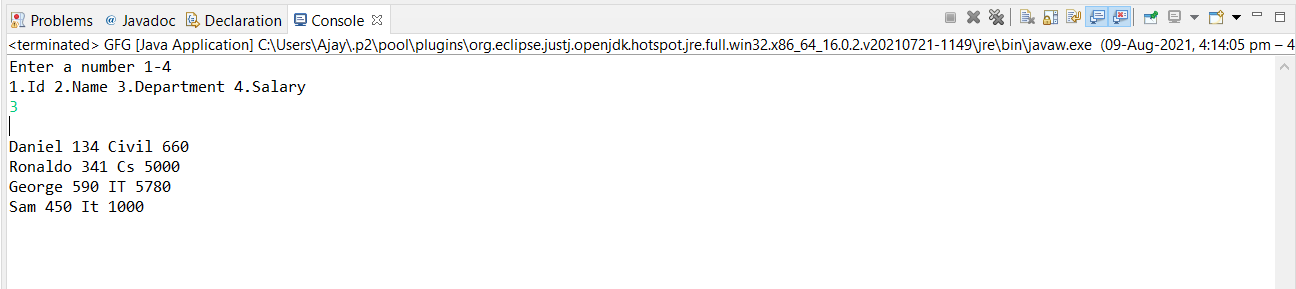 Problems @ Javadoc Declaration Console
<terminated> GFG [Java Application] C:\Users\Ajay\.p2\pool\plugins\org.eclipse.justj.openjdk.hotspot.jre.full.win32.x86_64_16.0.2.v20210721-1149\jre\bin\javaw.exe (09-Aug-2021, 4:14:05 pm – 4
Enter a number 1-4
1.Id 2.Name 3.Department 4.Salary
3
Daniel 134 Civil 660
Ronaldo 341 Cs 5000
George 590 IT 5780
Sam 450 It 1000